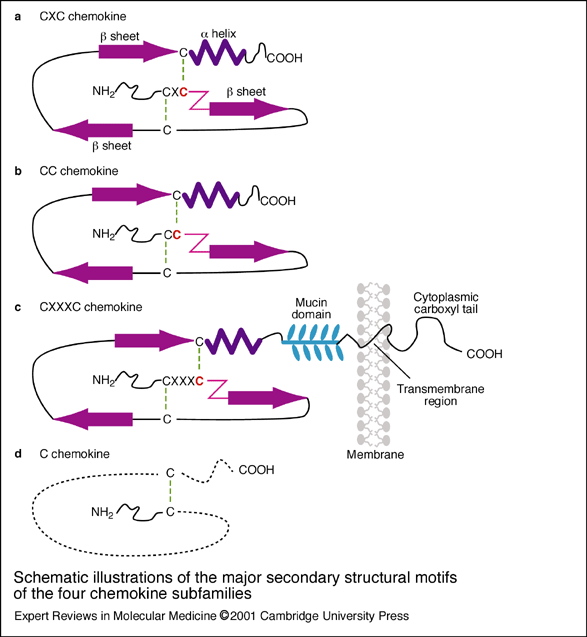 a CXC chemokine
β sheet
α helix
C
COOH
NH2
CXC
β sheet
C
β sheet
b CC chemokine
C
COOH
NH2
CC
C
c CXXXC chemokine
Mucin
domain
Cytoplasmic
carboxyl tail
C
COOH
NH2
CXXXC
Transmembrane
region
C
Membrane
d C chemokine
C
COOH
NH2
C
Schematic illustrations of the major secondary structural motifs
of the four chemokine subfamilies
Expert Reviews in Molecular Medicine ©2001 Cambridge University Press